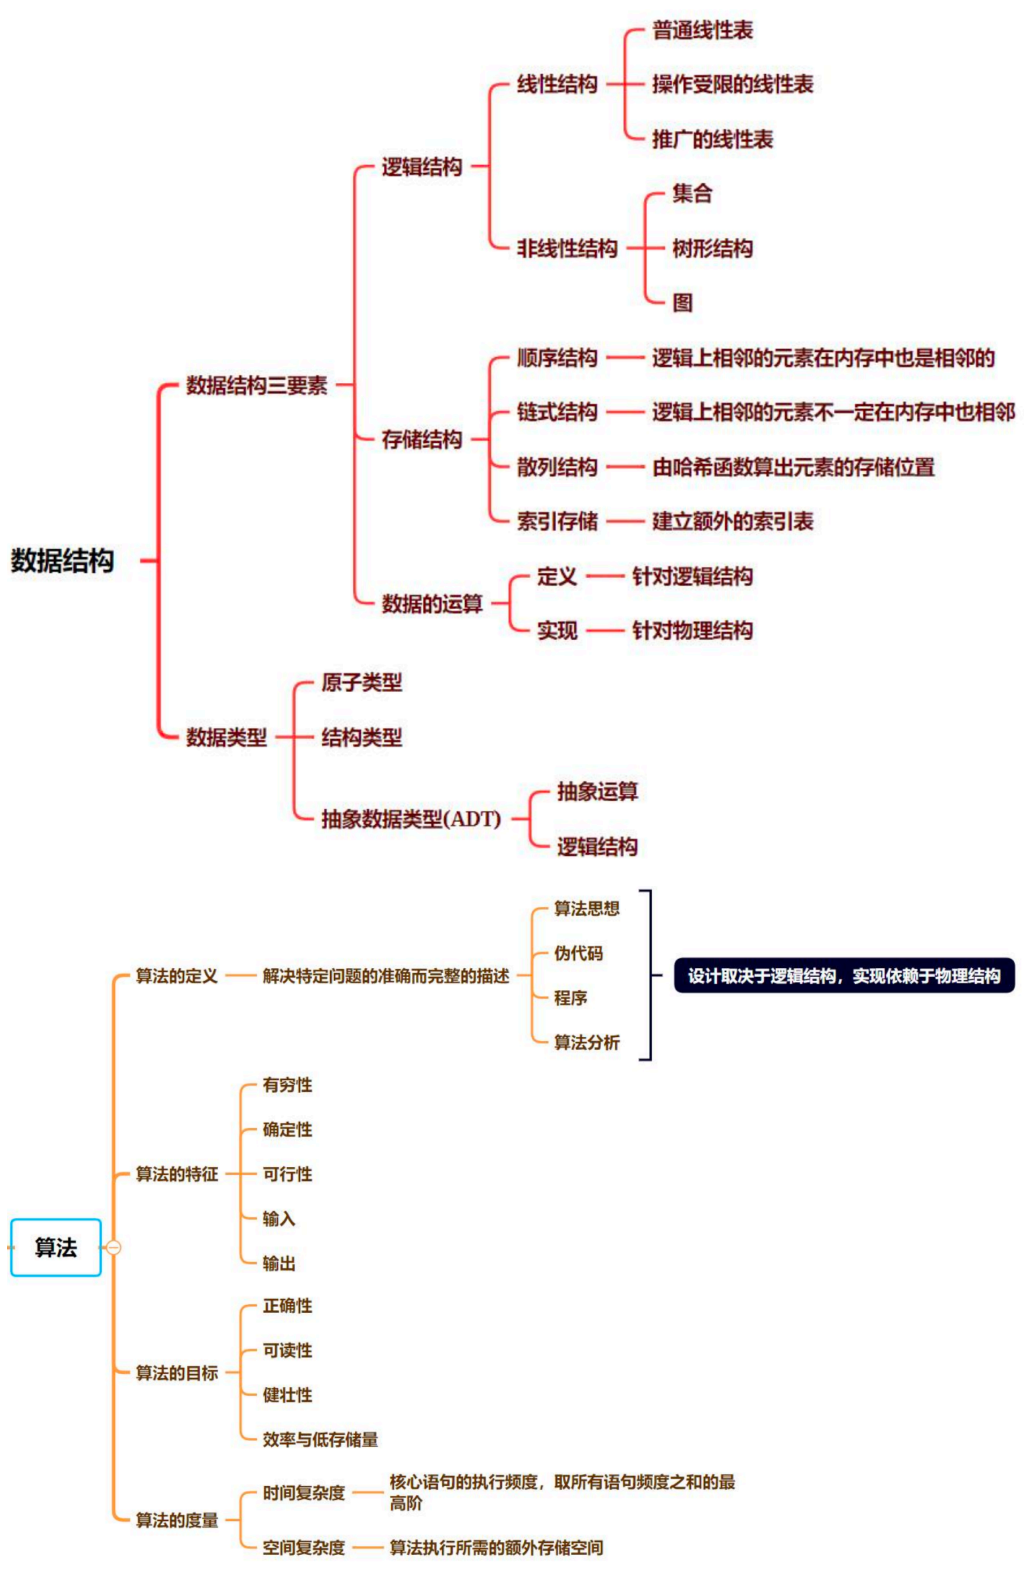 数据结构
数据结构三要素
逻辑结构
线性结构
普通线性表
操作受限的线性表
推广的线性表
非线性结构
集合
树形结构
图
存储结构
顺序结构
逻辑上相邻的元素在内存中也是相邻的
链式结构
逻辑上相邻的元素不一定在内存中也相邻
散列结构
由哈希函数算出元素的存储位置
索引存储
建立额外的索引表
数据的运算
定义
针对逻辑结构
实现
针对物理结构
数据类型
原子类型
结构类型
抽象数据类型(ADT)
抽象运算
逻辑结构
算法
算法的定义
解决特定问题的准确而完整的描述
算法思想
伪代码
程序
算法分析
设计取决于逻辑结构，实现依赖于物理结构
算法的特征
有穷性
确定性
可行性
输入
输出
算法的目标
正确性
可读性
健壮性
效率与低存储量
算法的度量
时间复杂度
核心语句的执行频度，取所有语句频度之和的最
高阶
空间复杂度
算法执行所需的额外存储空间